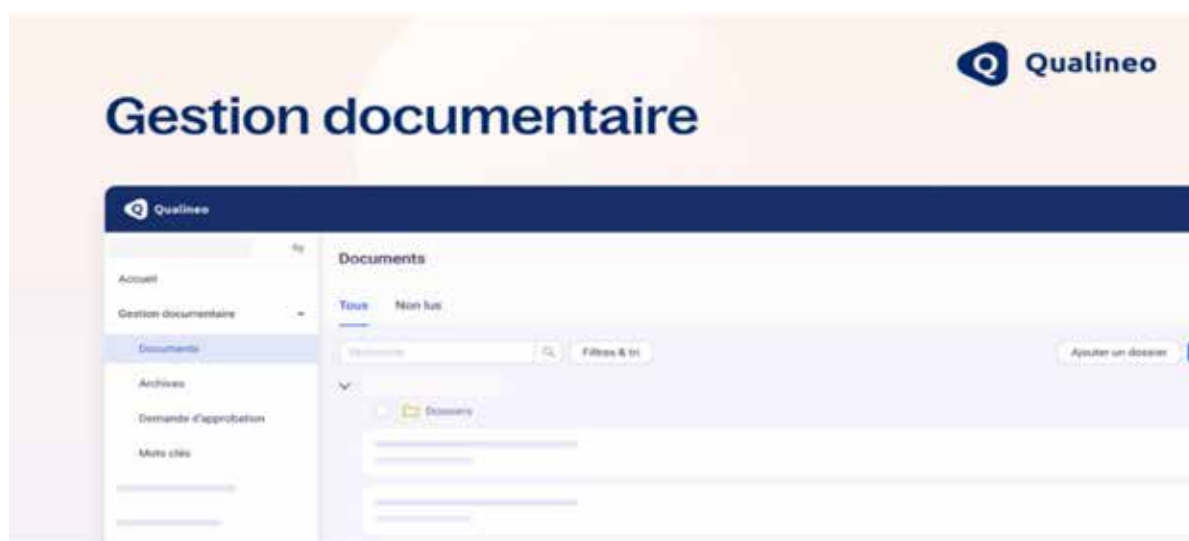 Qualineo
Gestion documentaire
Qualineo
Documents
Accueil
Gestion documentaire
Tous Non lus
Documents
Filtres & tri
Ajouter un dossier
Archives
Dossiers
Demande d'approbation
Mots clés